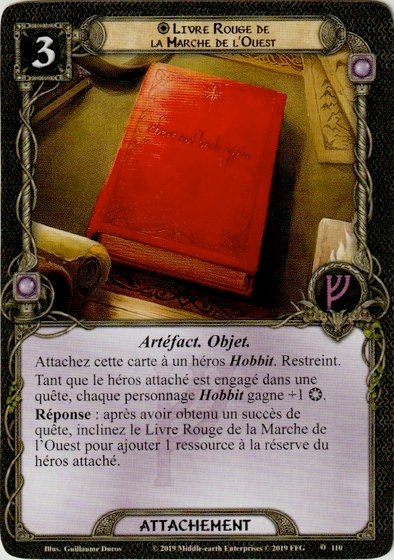 3
Livre Rouge de
la Marche de l'Ouest
Artéfact. Objet.
Attachez cette carte à un héros Hobbit. Restreint.
Tant que le héros attaché est engagé dans une
quête, chaque personnage Hobbit gagne +1
Réponse : après avoir obtenu un succès de
quête, inclinez le Livre Rouge de la Marche de
l'Ouest pour ajouter 1 ressource à la réserve du
héros attaché.
Attachement
Illus. Guillaume Ducos © 2019 Middle-earth Enterprises © 2019 FFG 110